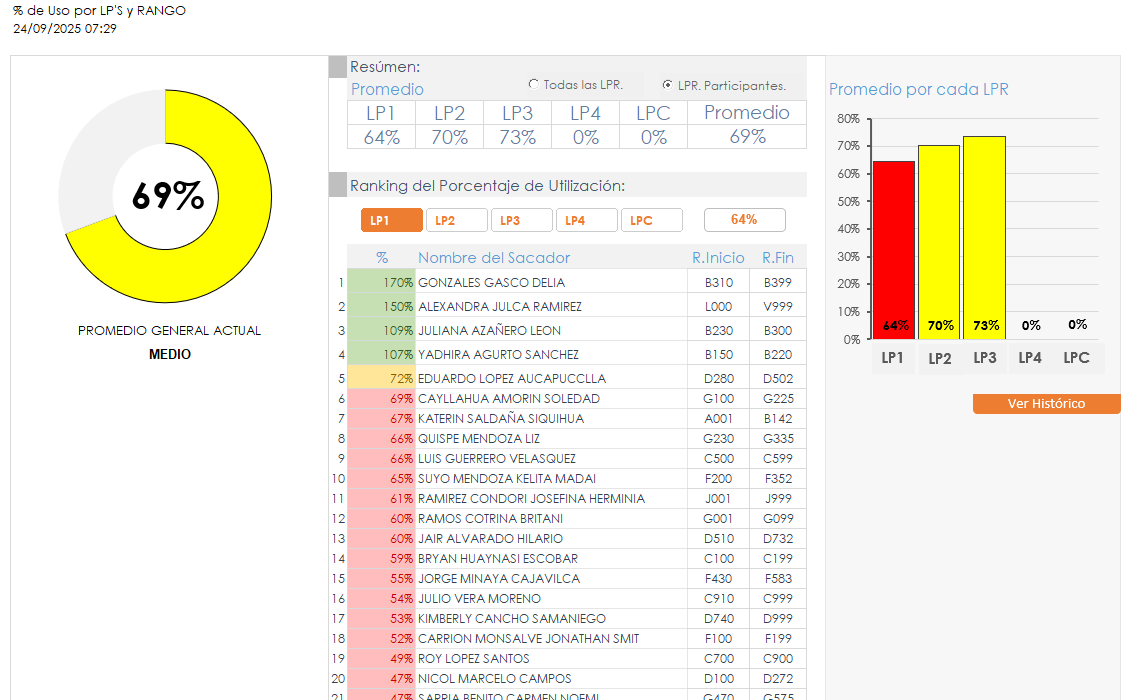 % de Uso por LP'S y RANGO
24/09/2025 07:29
69%
PROMEDIO GENERAL ACTUAL
MEDIO
Resúmen:
Promedio
Todas las LPR.
LPR. Participantes.
LP1 LP2 LP3 LP4 LPC Promedio
64% 70% 73% 0% 0% 69%
Ranking del Porcentaje de Utilización:
LP1 LP2 LP3 LP4 LPC 64%
% Nombre del Sacador R.Inicio R.Fin
1 170% GONZALES GASCO DELIA B310 B399
2 150% ALEXANDRA JULCA RAMIREZ L000 V999
3 109% JULIANA AZAÑERO LEON B230 B300
4 107% YADHIRA AGURTO SANCHEZ B150 B220
5 72% EDUARDO LOPEZ AUCAPUCCLLA D280 D502
6 69% CAYLLAHUA AMORIN SOLEDAD G100 G225
7 67% KATERIN SALDAÑA SIQUIHUA A001 B142
8 66% QUISPE MENDOZA LIZ G230 G335
9 66% LUIS GUERRERO VELASQUEZ C500 C599
10 65% SUYO MENDOZA KELITA MADAI F200 F352
11 61% RAMIREZ CONDORI JOSEFINA HERMINIA J001 J999
12 60% RAMOS COTRINA BRITANI G001 G099
13 60% JAIR ALVARADO HILARIO D510 D732
14 59% BRYAN HUAYNASI ESCOBAR C100 C199
15 55% JORGE MINAYA CAJAVILCA F430 F583
16 54% JULIO VERA MORENO C910 C999
17 53% KIMBERLY CANCHO SAMANIEGO D740 D999
18 52% CARRION MONSALVE JONATHAN SMIT F100 F199
19 49% ROY LOPEZ SANTOS C700 C900
20 47% NICOL MARCELO CAMPOS D100 D272
21 47% SARRIA BENITO CARMEN NOEMI G470 G575
Promedio por cada LPR
80%
70%
60%
50%
40%
30%
20%
10%
0%
64% 70% 73% 0% 0%
LP1 LP2 LP3 LP4 LPC
Ver Histórico